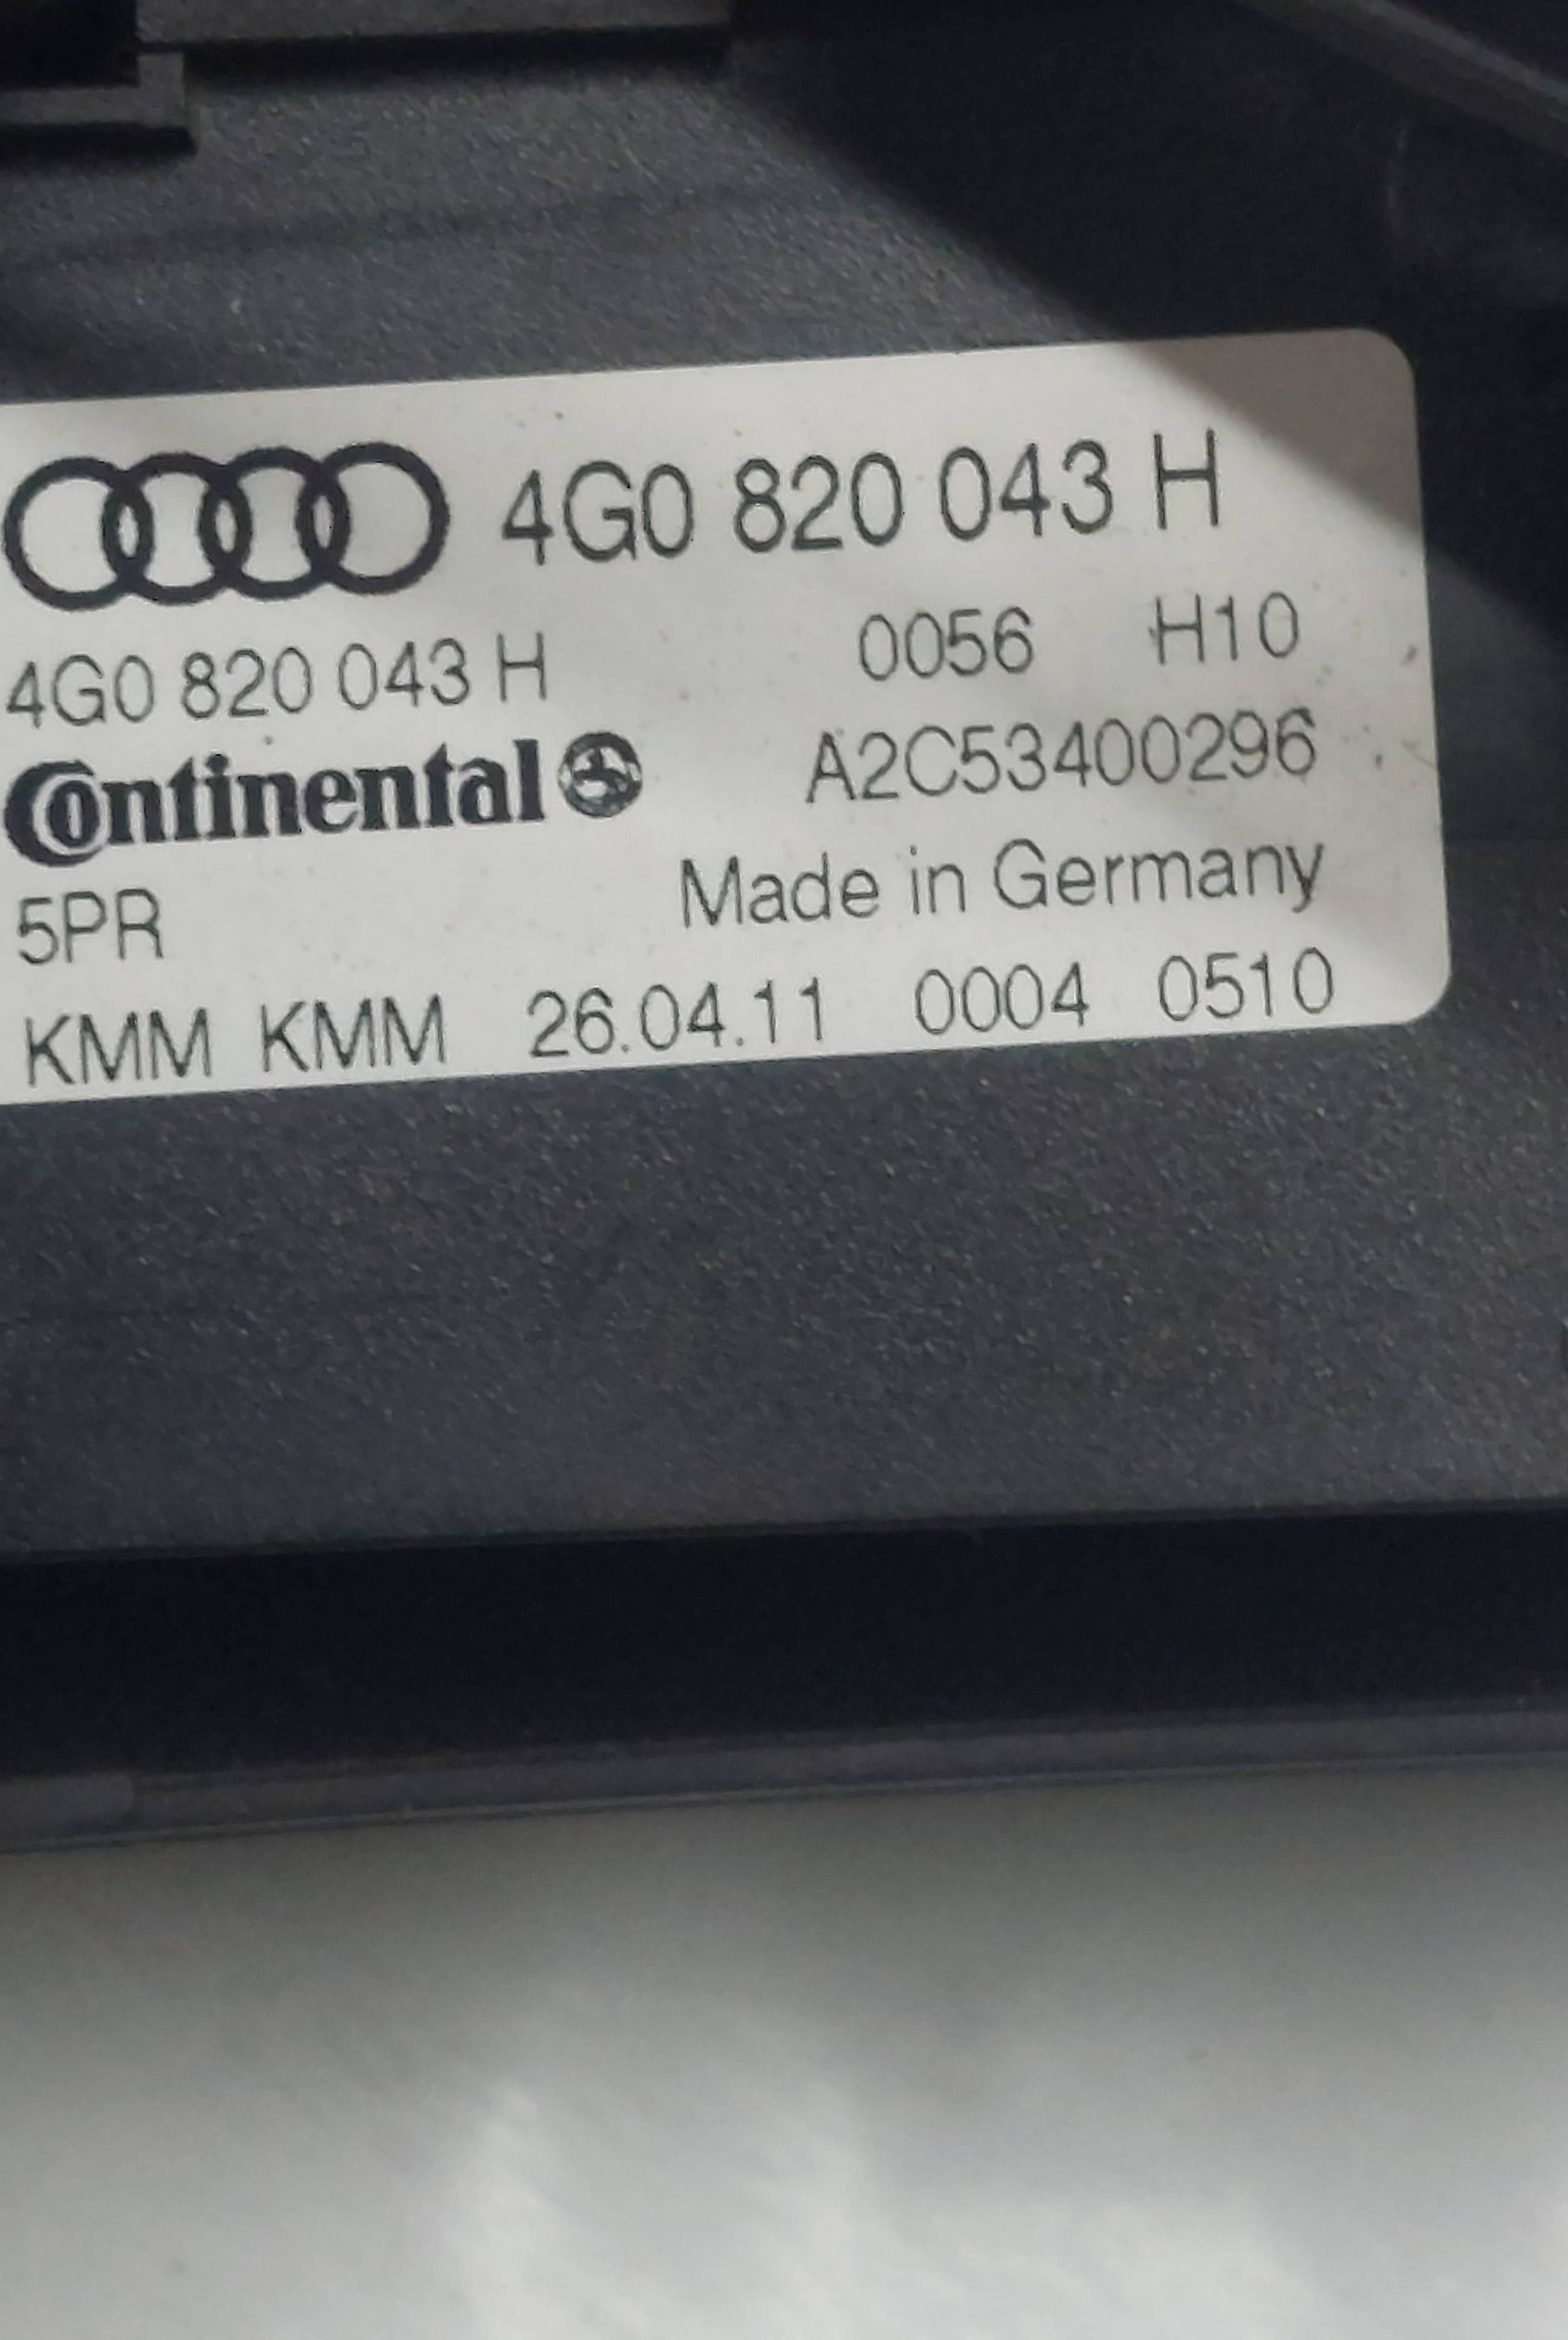 4G0 820 043 H
4G0 820 043 H 0056 H10
Continental A2C53400296
5PR Made in Germany
KMM KMM 26.04.11 0004 0510